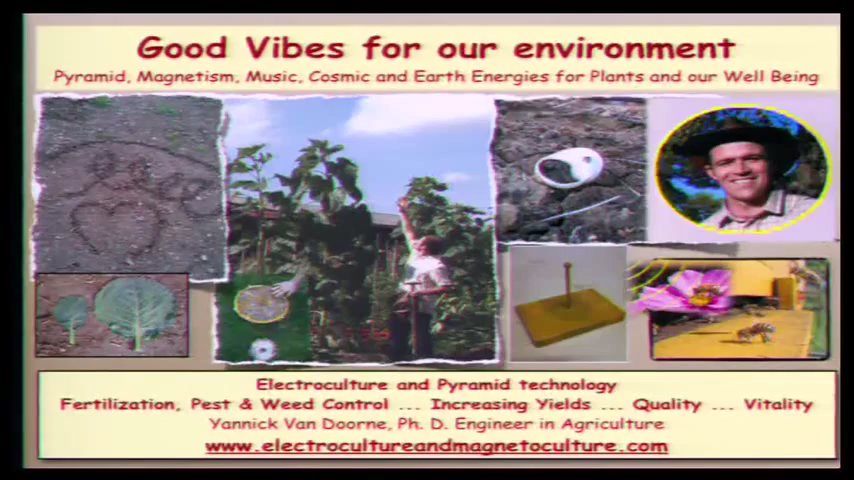 Good Vibes for our environment
Pyramid, Magnetism, Music, Cosmic and Earth Energies for Plants and our Well Being
Electroculture and Pyramid technology
Fertilization, Pest & Weed Control ... Increasing Yields ... Quality ... Vitality
Yannick Van Doorne, Ph. D. Engineer in Agriculture
www.electrocultureandmagnetoculture.com